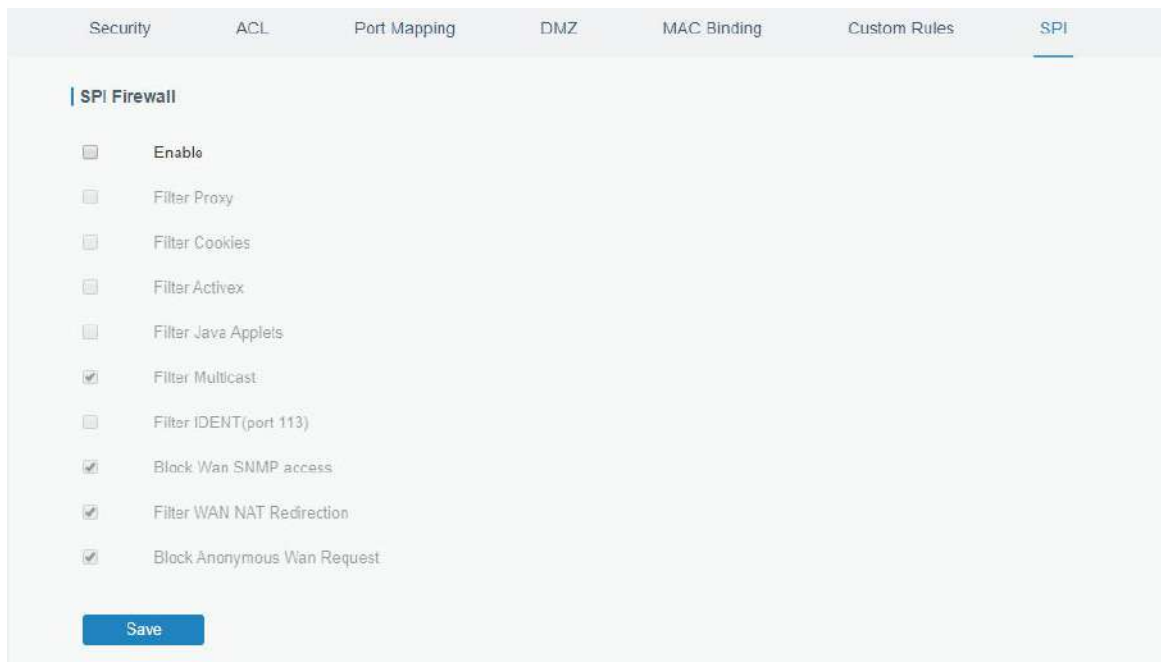 Security ACL Port Mapping DMZ MAC Binding Custom Rules SPI
SPI Firewall
Enable
Filter Proxy
Filter Cookies
Filter Activex
Filter Java Applets
Filter Multicast
Filter IDENT(port 113)
Block Wan SNMP access
Filter WAN NAT Redirection
Block Anonymous Wan Request
Save